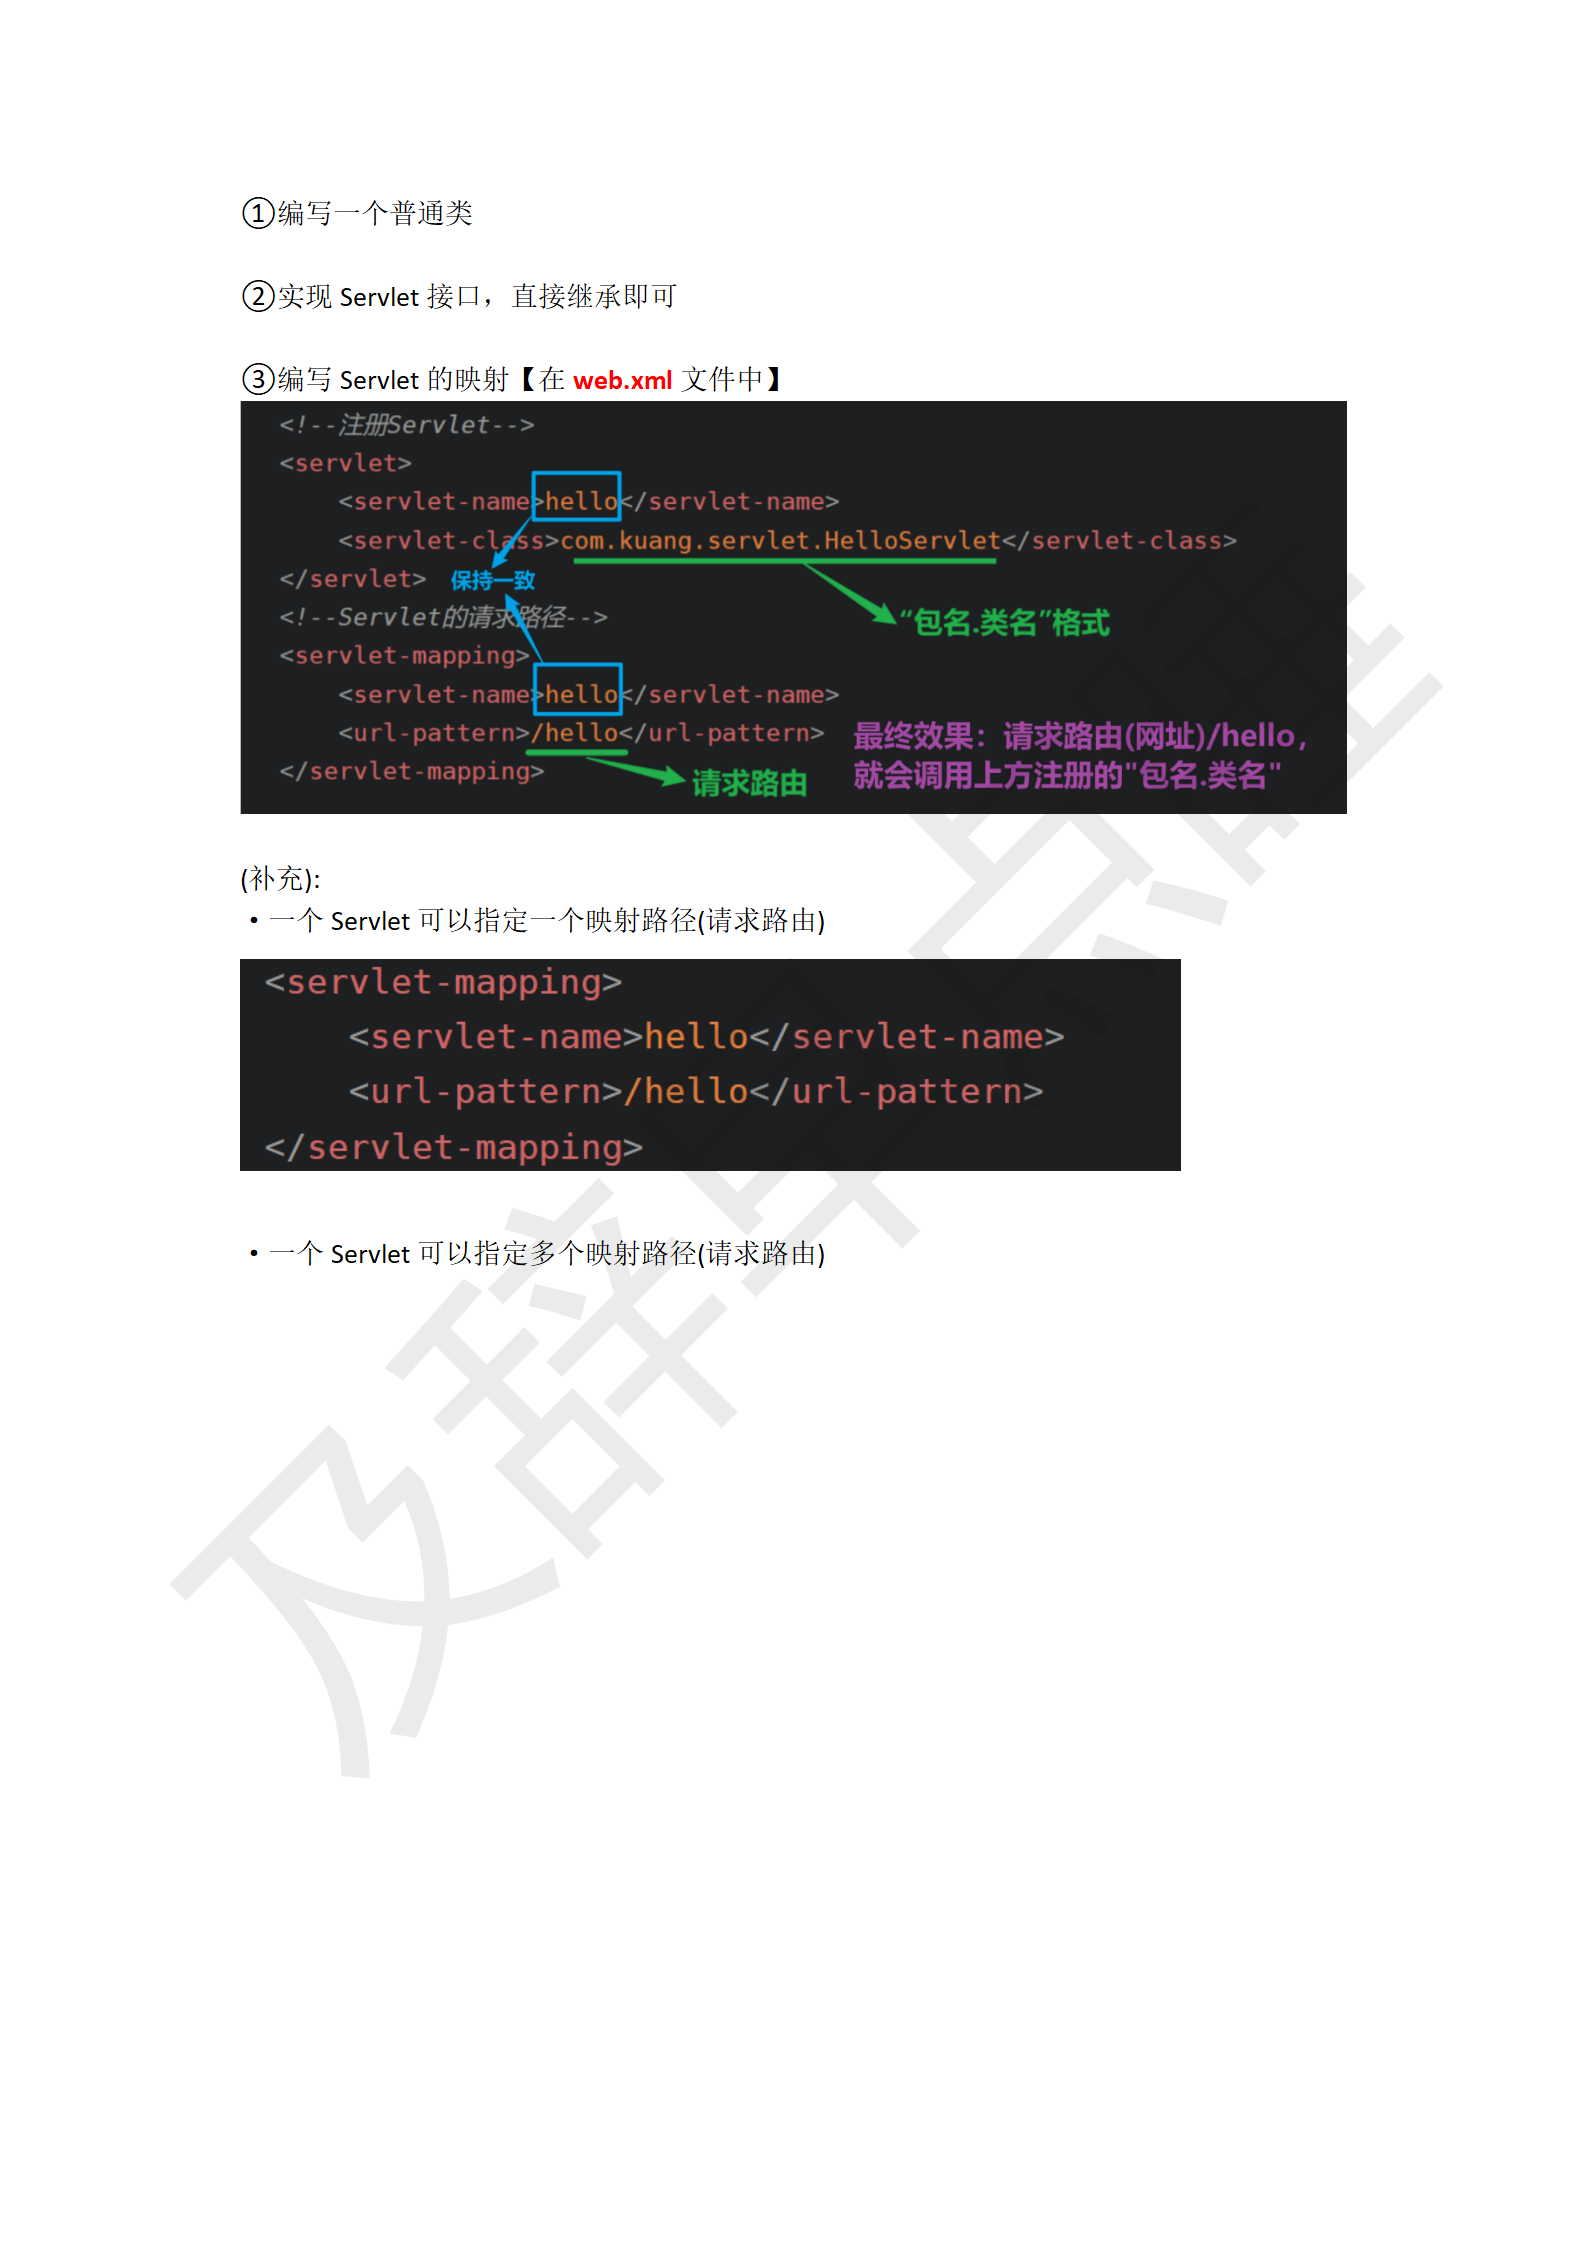 ①编写一个普通类
②实现 Servlet 接口，直接继承即可
③编写 Servlet 的映射【在 web.xml 文件中】
<!--注册Servlet-->
<servlet>
<servlet-name>hello</servlet-name>
<servlet-class>com.kuang.servlet.HelloServlet</servlet-class>
</servlet> 保持一致
<!--Servlet的请求路径-->
“包名.类名”格式
<servlet-mapping>
<servlet-name>hello</servlet-name>
<url-pattern>/hello</url-pattern>
</servlet-mapping>
请求路由
最终效果：请求路由(网址)/hello，
就会调用上方注册的"包名.类名"
(补充):
·一个 Servlet 可以指定一个映射路径(请求路由)
<servlet-mapping>
<servlet-name>hello</servlet-name>
<url-pattern>/hello</url-pattern>
</servlet-mapping>
·一个 Servlet 可以指定多个映射路径(请求路由)